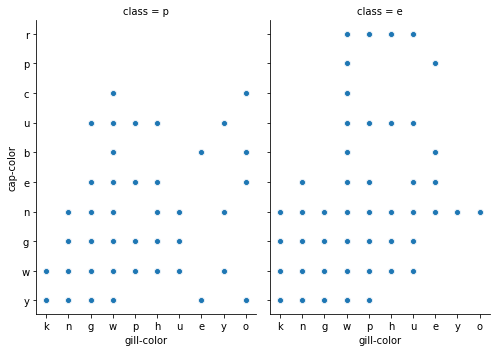 class = p
class = e
r
p
c
u
b
e
n
g
w
y
cap-color
k n g w p h u e y o
k n g w p h u e y o
gill-color
gill-color